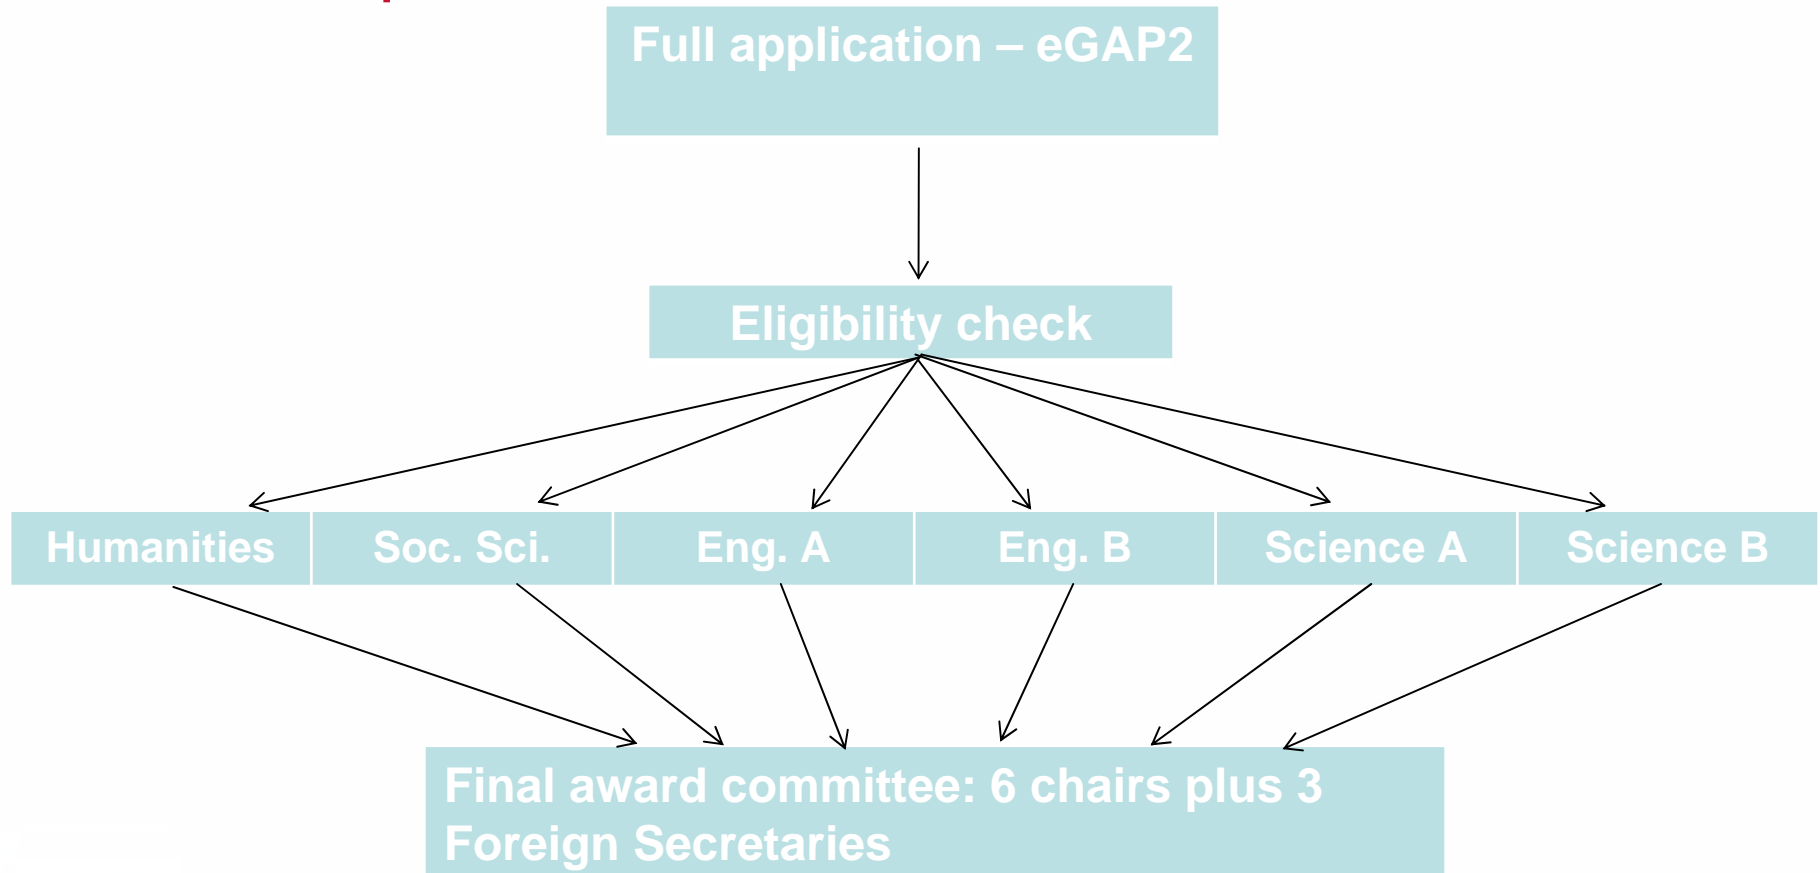 Full application – eGAP2
Eligibility check
Humanities
Soc. Sci.
Eng. A
Eng. B
Science A
Science B
Final award committee: 6 chairs plus 3
Foreign Secretaries